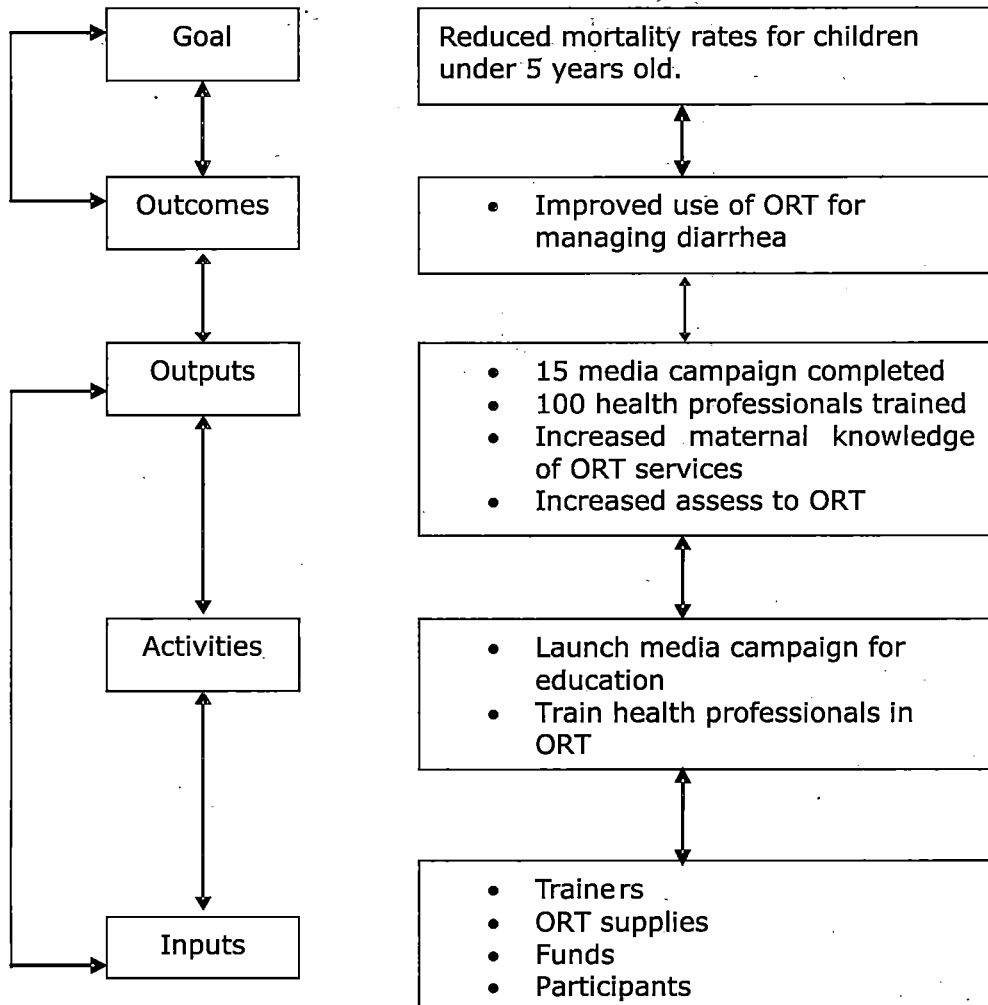 Goal
Reduced mortality rates for children
under 5 years old.
Outcomes
• Improved use of ORT for
managing diarrhea
Outputs
• 15 media campaign completed
• 100 health professionals trained
• Increased maternal knowledge
of ORT services
• Increased assess to ORT
Activities
• Launch media campaign for
education
• Train health professionals in
ORT
Inputs
• Trainers
• ORT supplies
• Funds
• Participants